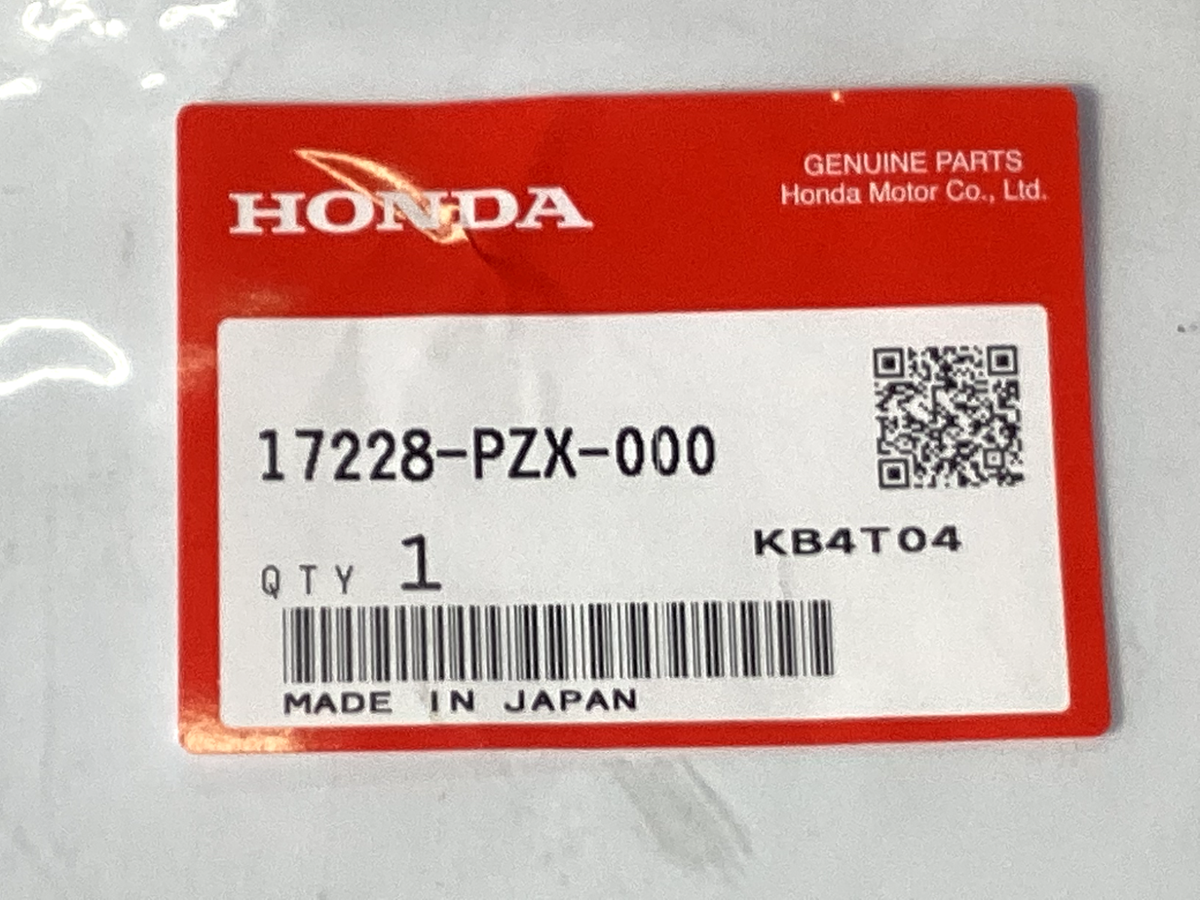 HONDA
GENUINE PARTS
Honda Motor Co., Ltd.
17228-PZX-000
KB4T04
QTY 1
MADE IN JAPAN